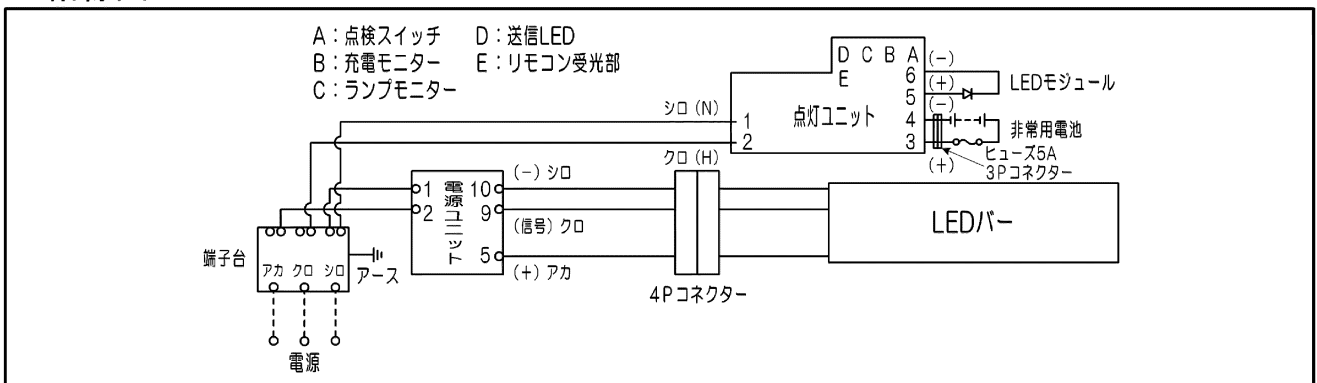 A：点検スイッチ　D：送信LED
B：充電モニター　E：リモコン受光部
C：ランプモニター
D C B A
E
6
5
4
3
(-)
(+)
(-)
(+)
LEDモジュール
点灯ユニット
1
2
シロ (N)
クロ (H)
非常用電池
ヒューズ5A
3Pコネクター
(-) シロ
(信号) クロ
(+) アカ
1
2
電源ユニット
10
9
5
LEDバー
4Pコネクター
端子台
アカ クロ シロ
アース
電源